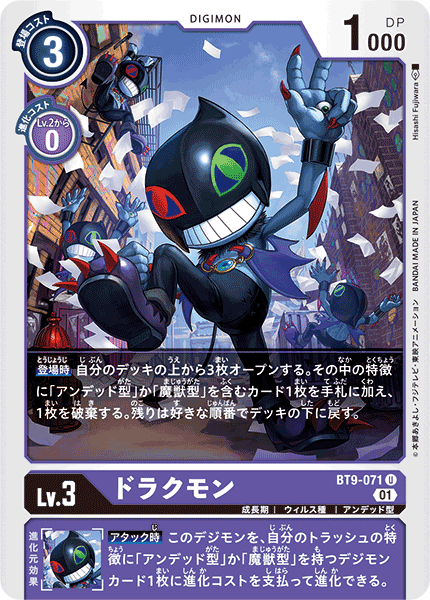 DIGIMON
登場コスト
3
1000
DP
進化コスト
Lv.2から
0
Hisashi Fujiwara
BANDAI MADE IN JAPAN
©本郷あきよし・フジテレビ・東映アニメーション
登場時 自分のデッキの上から3枚オープンする。その中の特徴
に「アンデッド型」か「魔獣型」を含むカード1枚を手札に加え、
1枚を破棄する。残りは好きな順番でデッキの下に戻す。
BT9-071 U
01
Lv.3
ドラクモン
成長期 | ウィルス種 | アンデッド型
進化元効果
アタック時 このデジモンを、自分のトラッシュの特
徴に「アンデッド型」か「魔獣型」を持つデジモン
カード1枚に進化コストを支払って進化できる。